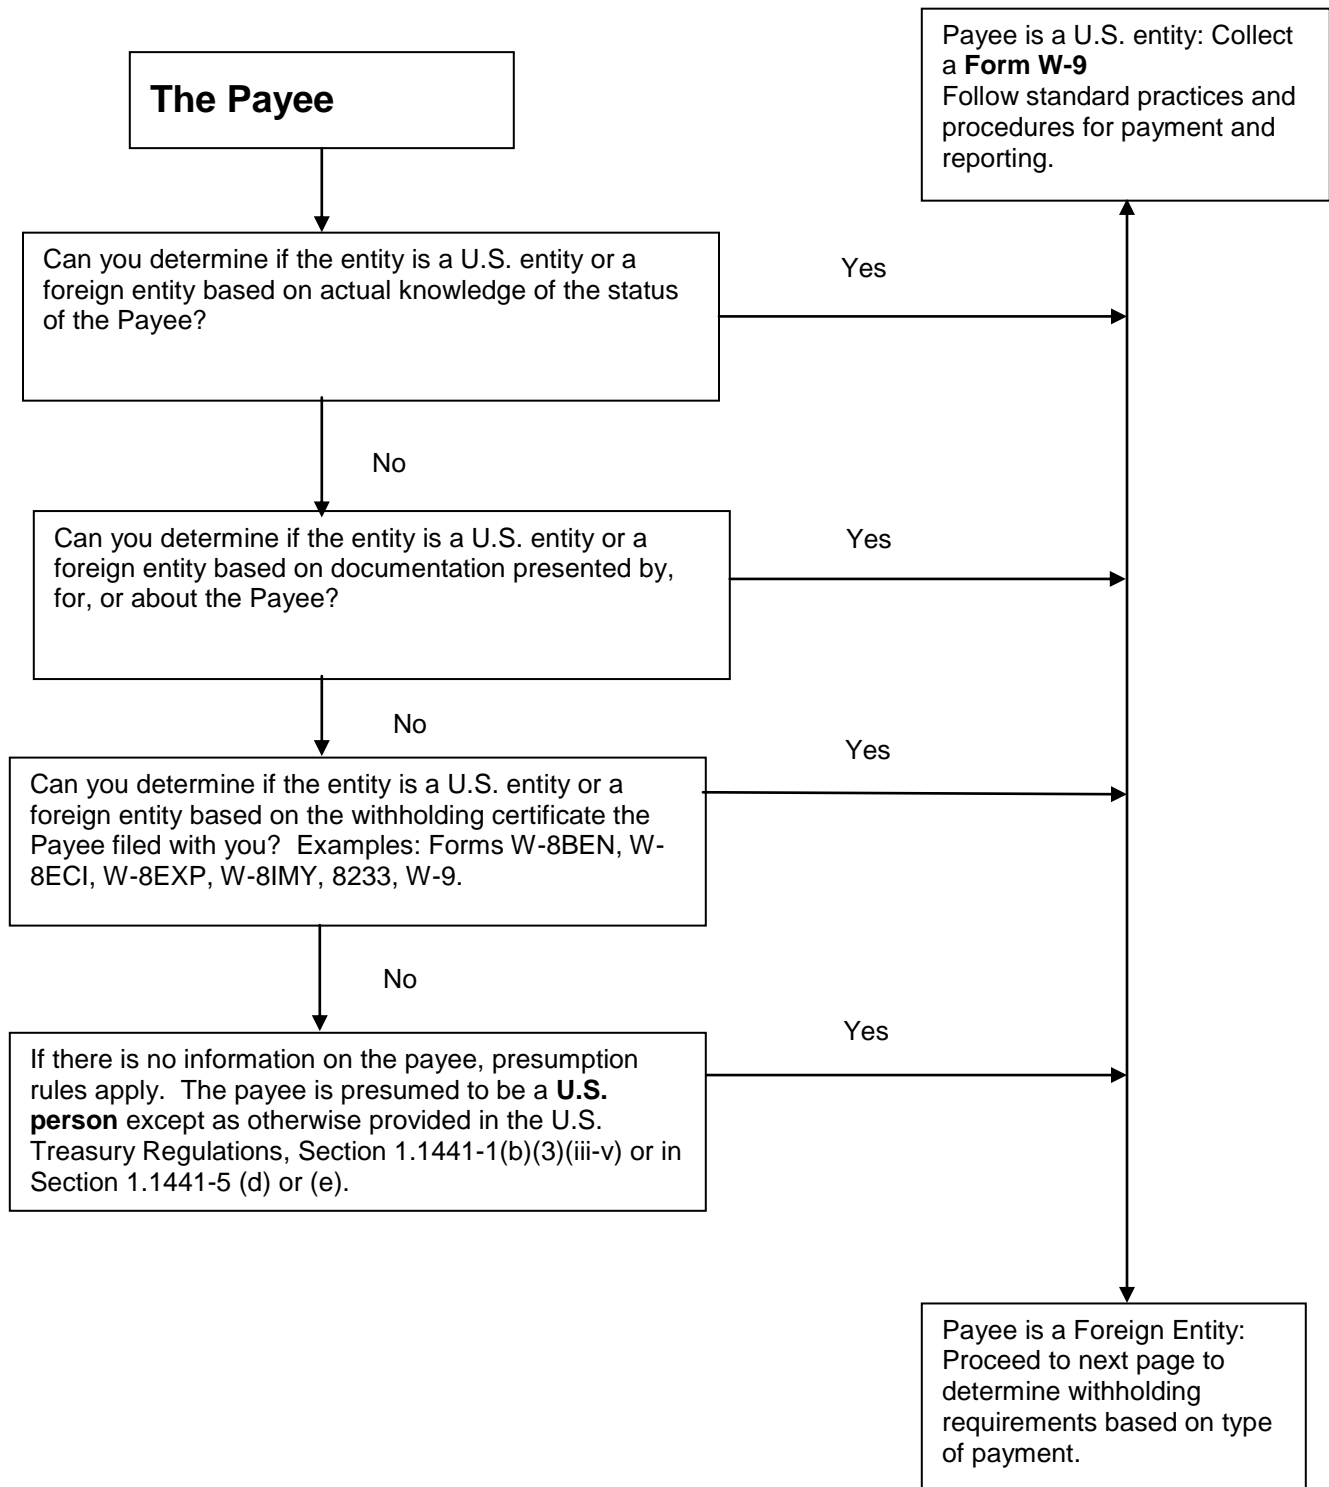 The Payee
Payee is a U.S. entity: Collect
a Form W-9
Follow standard practices and
procedures for payment and
reporting.
Can you determine if the entity is a U.S. entity or a
foreign entity based on actual knowledge of the status
of the Payee?
Yes
No
Can you determine if the entity is a U.S. entity or a
foreign entity based on documentation presented by,
for, or about the Payee?
Yes
No
Can you determine if the entity is a U.S. entity or a
foreign entity based on the withholding certificate the
Payee filed with you?  Examples: Forms W-8BEN, W-
8ECI, W-8EXP, W-8IMY, 8233, W-9.
Yes
No
If there is no information on the payee, presumption
rules apply.  The payee is presumed to be a U.S.
person except as otherwise provided in the U.S.
Treasury Regulations, Section 1.1441-1(b)(3)(iii-v) or in
Section 1.1441-5 (d) or (e).
Yes
Payee is a Foreign Entity:
Proceed to next page to
determine withholding
requirements based on type
of payment.